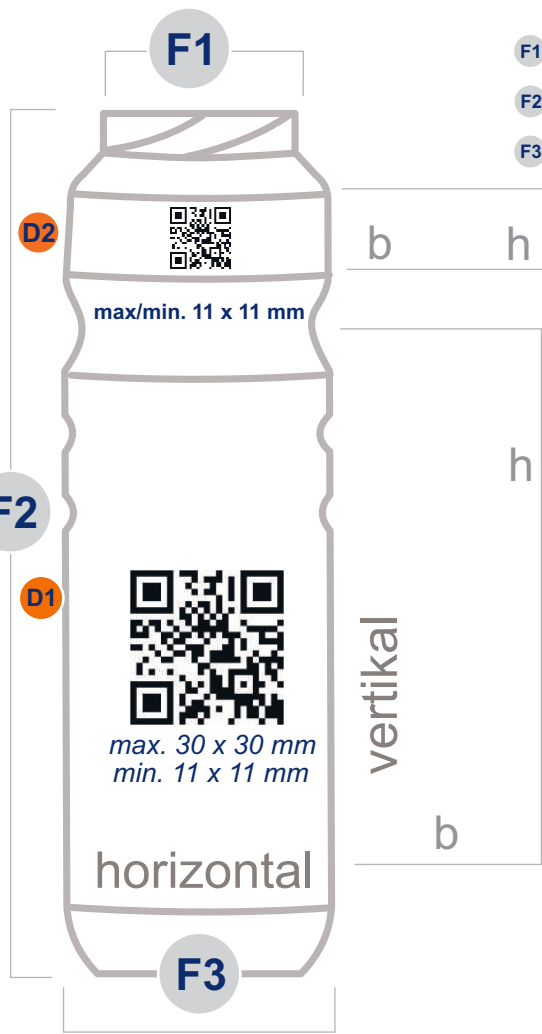 F1
F1
F2
F3
D2
b
h
max/min. 11 x 11 mm
h
F2
D1
max. 30 x 30 mm
min. 11 x 11 mm
vertikal
b
horizontal
F3